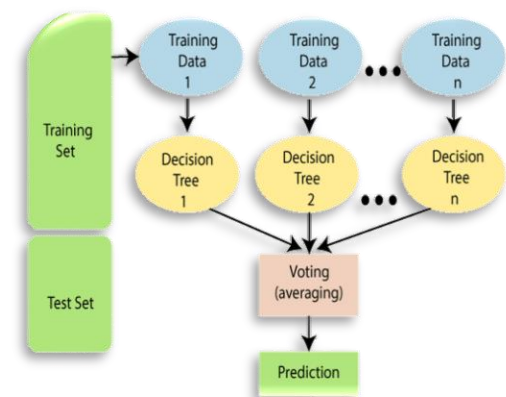 Training
Set
Test Set
Training
Data
1
Training
Data
2
Training
Data
n
Decision
Tree
1
Decision
Tree
2
Decision
Tree
n
Voting
(averaging)
Prediction